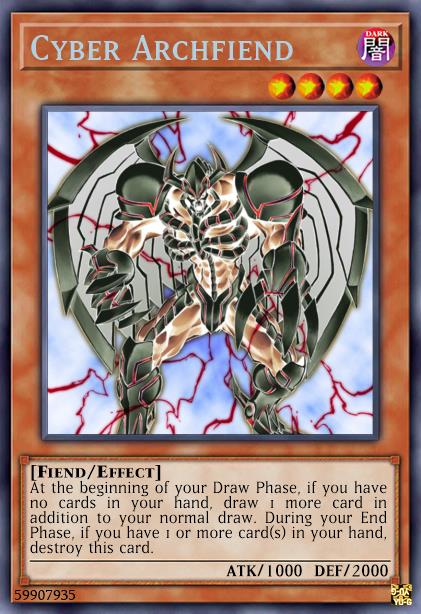 Cyber Archfiend
DARK
闇
[Fiend/Effect]
At the beginning of your Draw Phase, if you have
no cards in your hand, draw 1 more card in
addition to your normal draw. During your End
Phase, if you have 1 or more card(s) in your hand,
destroy this card.
ATK/1000 DEF/2000
59907935